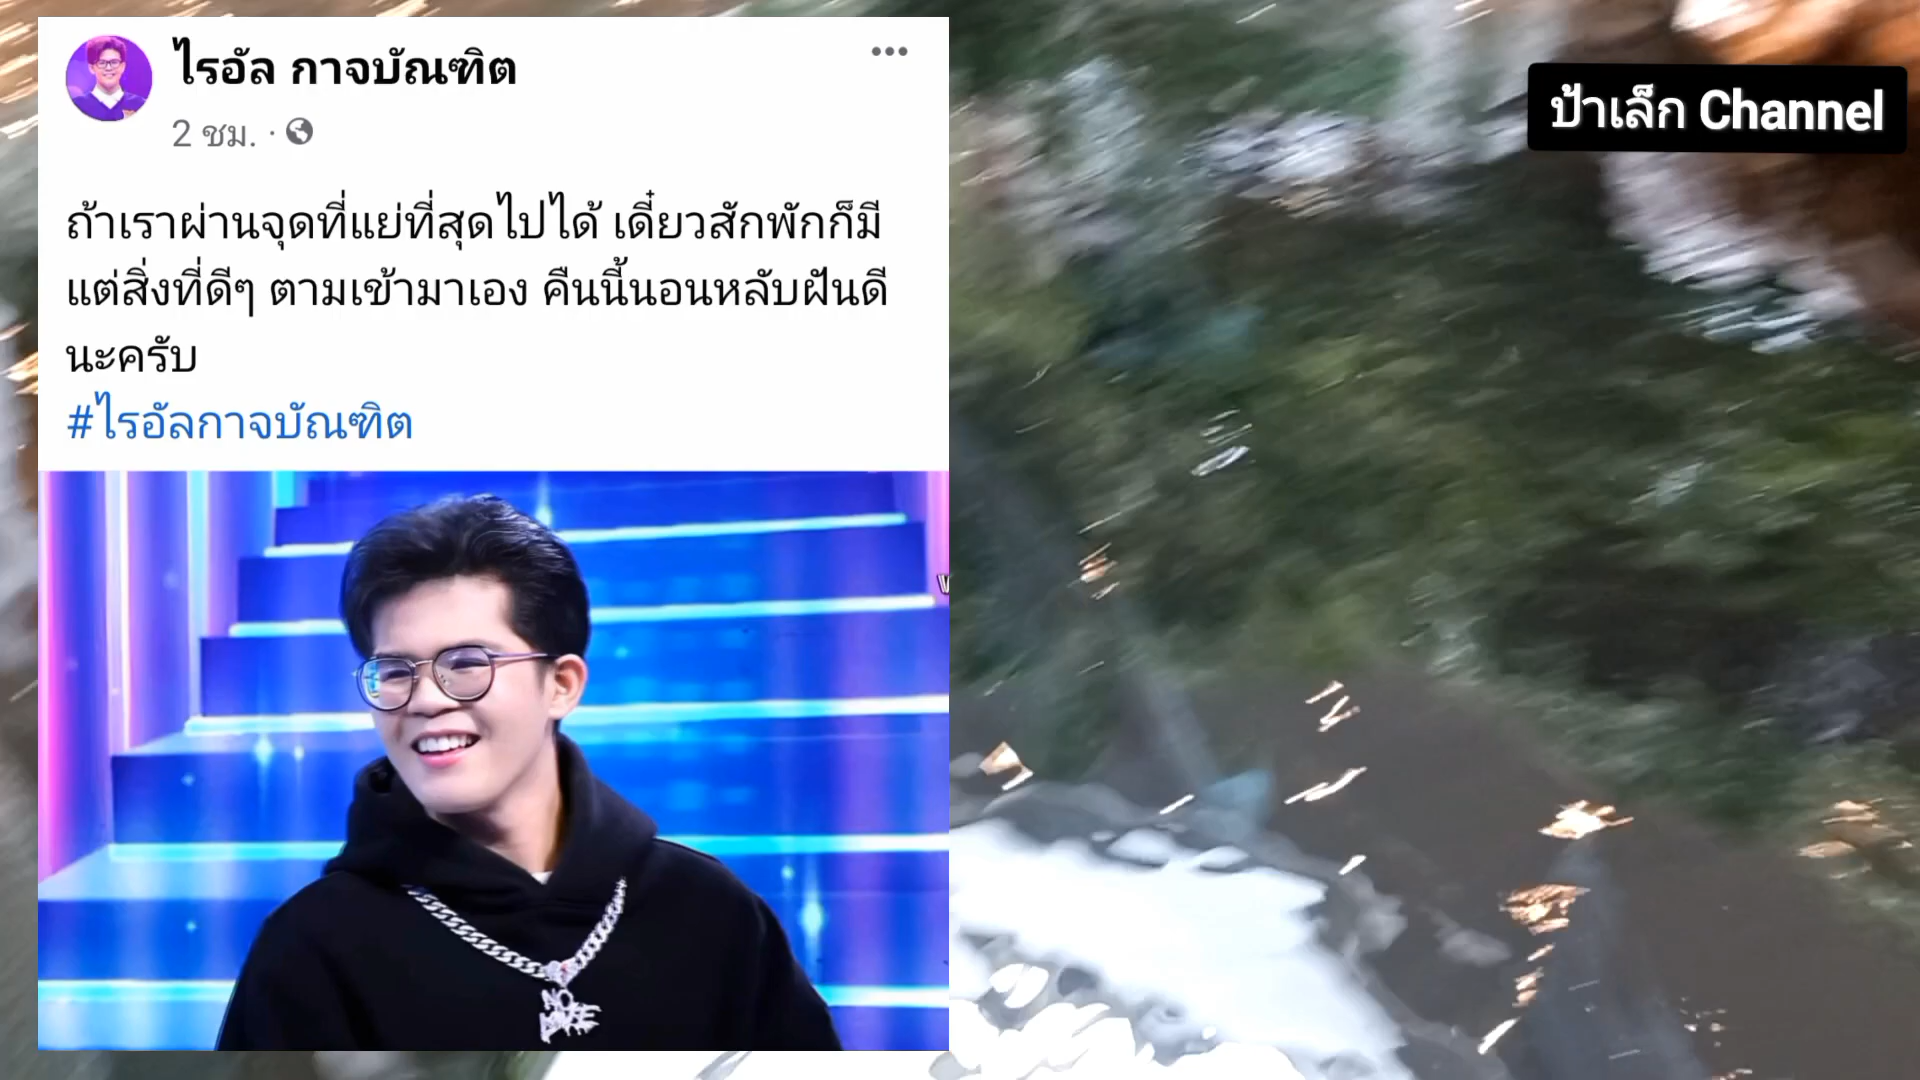 ไรอัล กาจบัณฑิต
2 ชม. ·
ถ้าเราผ่านจุดที่แย่ที่สุดไปได้ เดี๋ยวสักพักก็มี
แต่สิ่งที่ดีๆ ตามเข้ามาเอง คืนนี้นอนหลับฝันดี
นะครับ
#ไรอัลกาจบัณฑิต
ป้าเล็ก Channel
NO